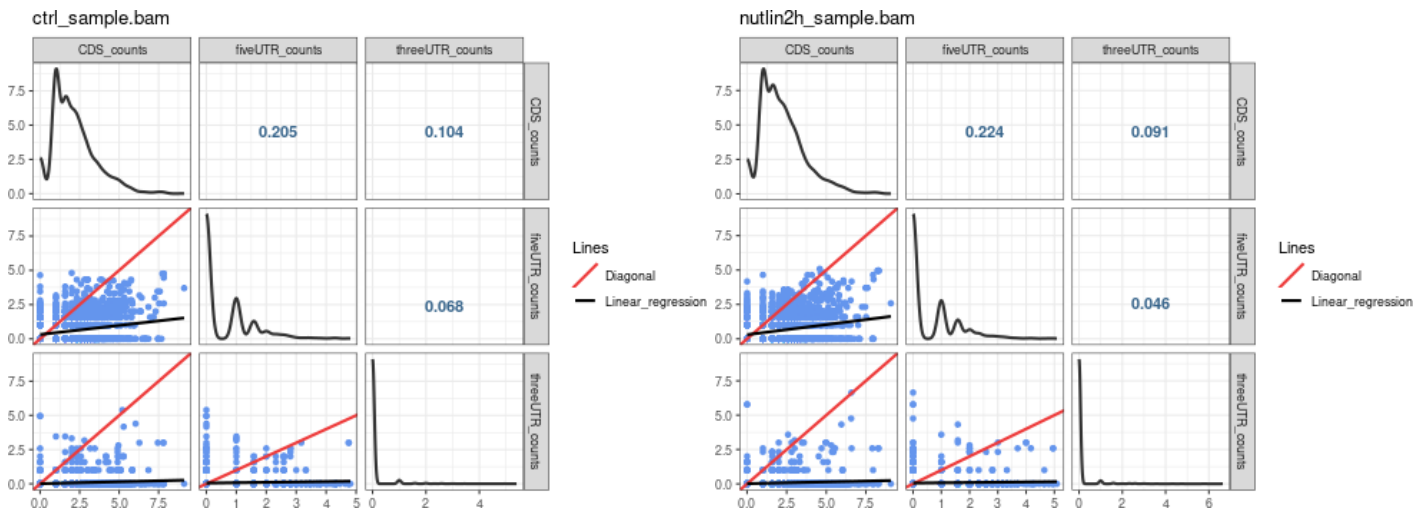 ctrl_sample.bam
CDS_counts fiveUTR_counts threeUTR_counts
7.5
5.0
2.5
0.0
0.205
0.104
CDS_counts
7.5
5.0
2.5
0.0
0.068
fiveUTR_counts
7.5
5.0
2.5
0.0
threeUTR_counts
0.0 2.5 5.0 7.5
0 1 2 3 4 5
0 2 4
Lines
Diagonal
Linear_regression
nutlin2h_sample.bam
CDS_counts fiveUTR_counts threeUTR_counts
7.5
5.0
2.5
0.0
0.224
0.091
CDS_counts
7.5
5.0
2.5
0.0
0.046
fiveUTR_counts
7.5
5.0
2.5
0.0
threeUTR_counts
0.0 2.5 5.0 7.5
0 1 2 3 4 5
0 2 4 6
Lines
Diagonal
Linear_regression